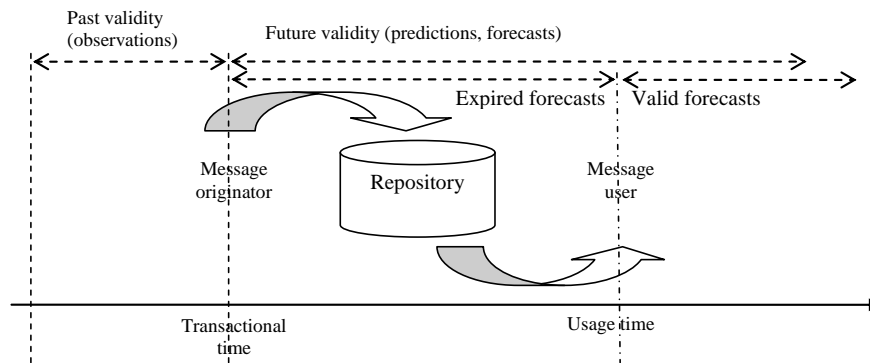 Past validity
(observations)
Future validity (predictions, forecasts)
Expired forecasts
Valid forecasts
Message
originator
Repository
Message
user
Transactional
time
Usage time